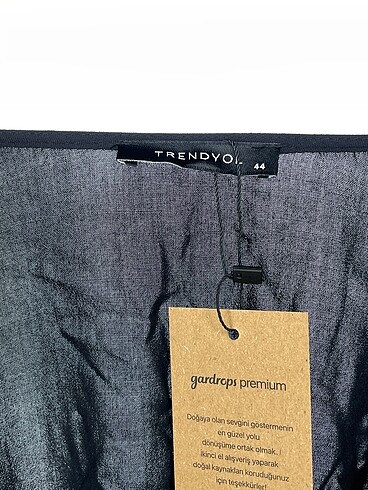 TRENDYOL
44
gardrops premium
Doğaya olan sevgini göstermenin
en güzel yolu
dönüşüme ortak olmak. !
İkinci el alışveriş yaparak
doğal kaynakları koruduğunuz
için teşekkürler!